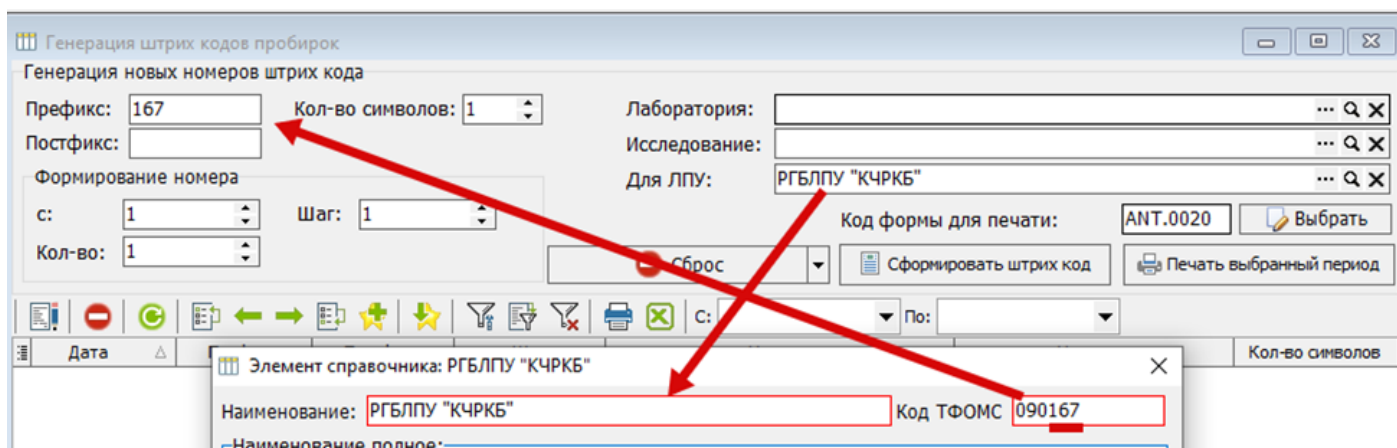 Генерация штрих кодов пробирок
Генерация новых номеров штрих кода
Префикс: 167 Кол-во символов: 1 Лаборатория:
Постфикс: Исследование:
Формирование номера Для ЛПУ: РГБЛПУ "КЧРКБ"
с: 1 Шаг: 1 Код формы для печати: ANT.0020 Выбрать
Кол-во: 1 Сброс Сформировать штрих код Печать выбранный период
С: По:
Дата Кол-во символов
Элемент справочника: РГБЛПУ "КЧРКБ"
Наименование: РГБЛПУ "КЧРКБ" Код ТФОМС 090167
Наименование полное: